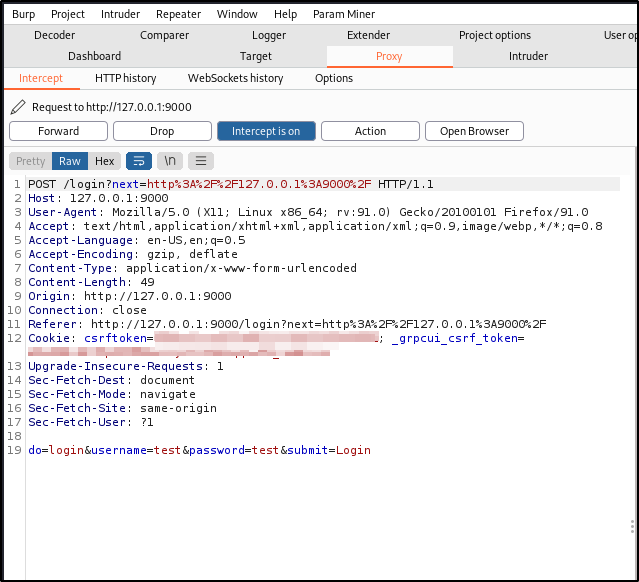 Burp Project Intruder Repeater Window Help Param Miner
Decoder Comparer Logger Extender Project options User op
Dashboard Target Proxy Intruder
Intercept HTTP history WebSockets history Options
Request to http://127.0.0.1:9000
Forward Drop Intercept is on Action Open Browser
Pretty Raw Hex \n
1 POST /login?next=http%3A%2F%2F127.0.0.1%3A9000%2F HTTP/1.1
2 Host: 127.0.0.1:9000
3 User-Agent: Mozilla/5.0 (X11; Linux x86_64; rv:91.0) Gecko/20100101 Firefox/91.0
4 Accept: text/html,application/xhtml+xml,application/xml;q=0.9,image/webp,*/*;q=0.8
5 Accept-Language: en-US,en;q=0.5
6 Accept-Encoding: gzip, deflate
7 Content-Type: application/x-www-form-urlencoded
8 Content-Length: 49
9 Origin: http://127.0.0.1:9000
10 Connection: close
11 Referer: http://127.0.0.1:9000/login?next=http%3A%2F%2F127.0.0.1%3A9000%2F
12 Cookie: csrftoken= ; _grpcui_csrf_token=
13 Upgrade-Insecure-Requests: 1
14 Sec-Fetch-Dest: document
15 Sec-Fetch-Mode: navigate
16 Sec-Fetch-Site: same-origin
17 Sec-Fetch-User: ?1
18
19 do=login&username=test&password=test&submit=Login